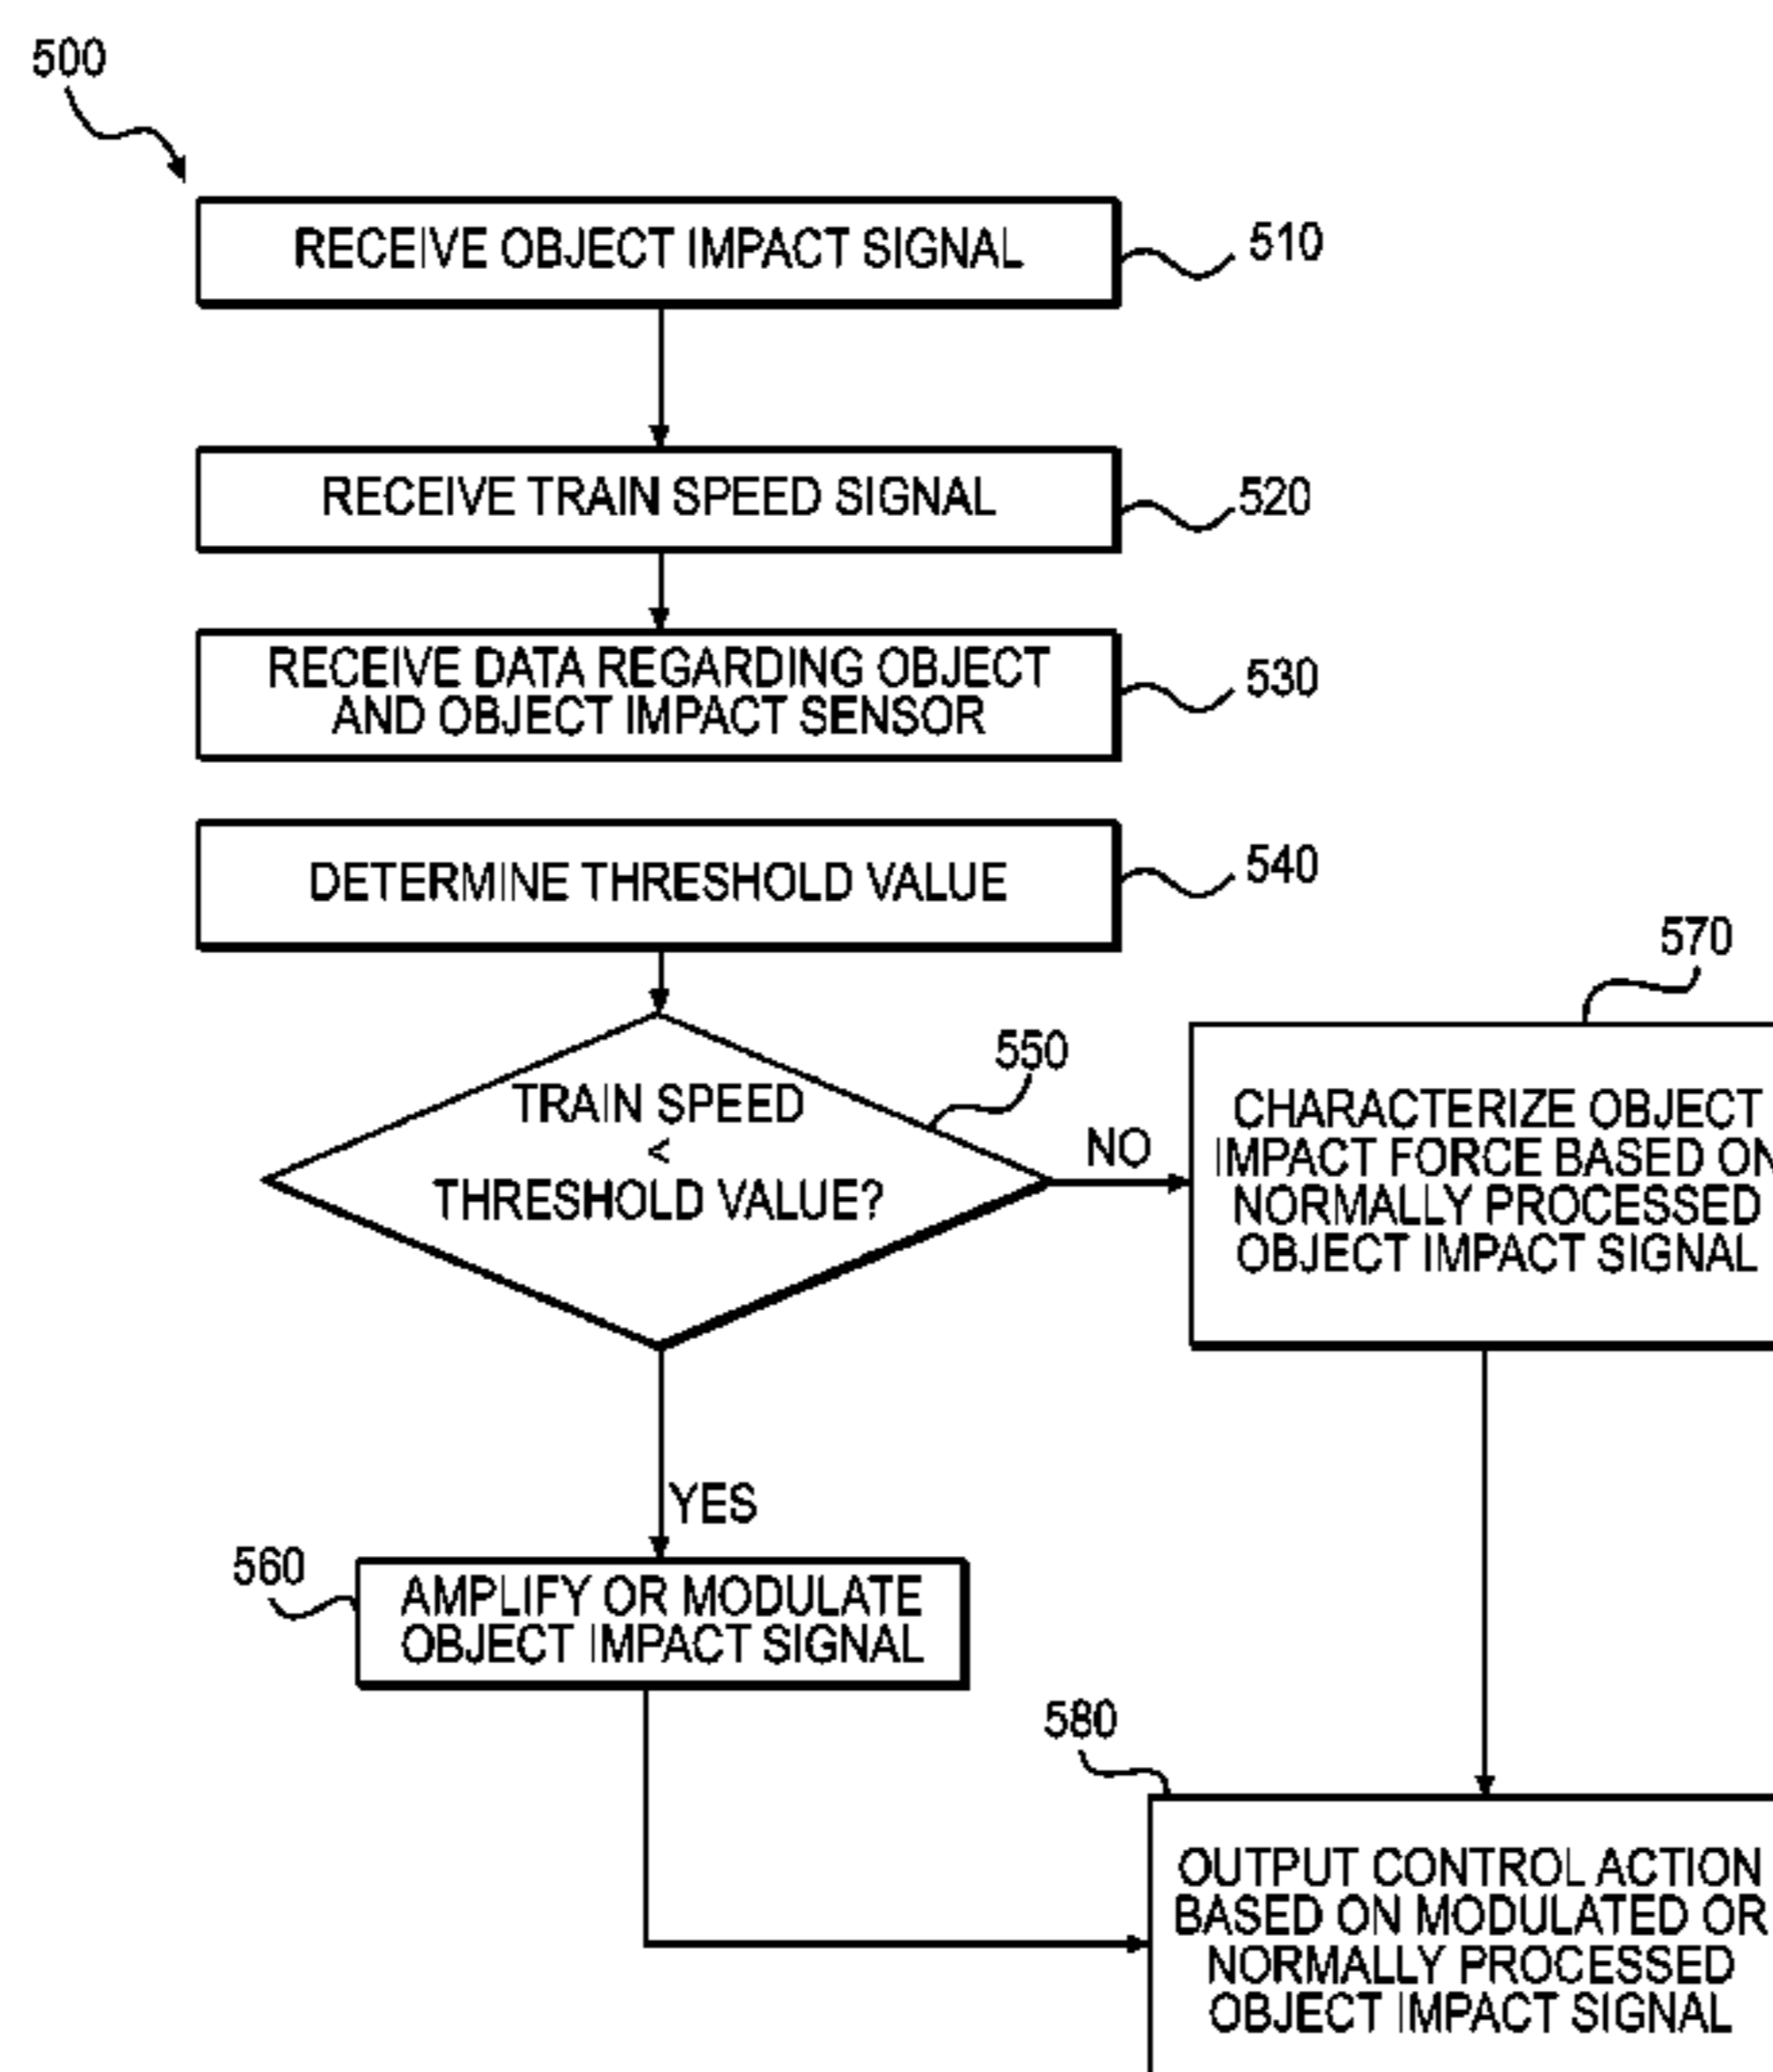 500
RECEIVE OBJECT IMPACT SIGNAL
510
RECEIVE TRAIN SPEED SIGNAL
520
RECEIVE DATA REGARDING OBJECT
AND OBJECT IMPACT SENSOR
530
DETERMINE THRESHOLD VALUE
540
TRAIN SPEED
<
THRESHOLD VALUE?
550
NO
570
CHARACTERIZE OBJECT
IMPACT FORCE BASED ON
NORMALLY PROCESSED
OBJECT IMPACT SIGNAL
YES
560
AMPLIFY OR MODULATE
OBJECT IMPACT SIGNAL
580
OUTPUT CONTROL ACTION
BASED ON MODULATED OR
NORMALLY PROCESSED
OBJECT IMPACT SIGNAL